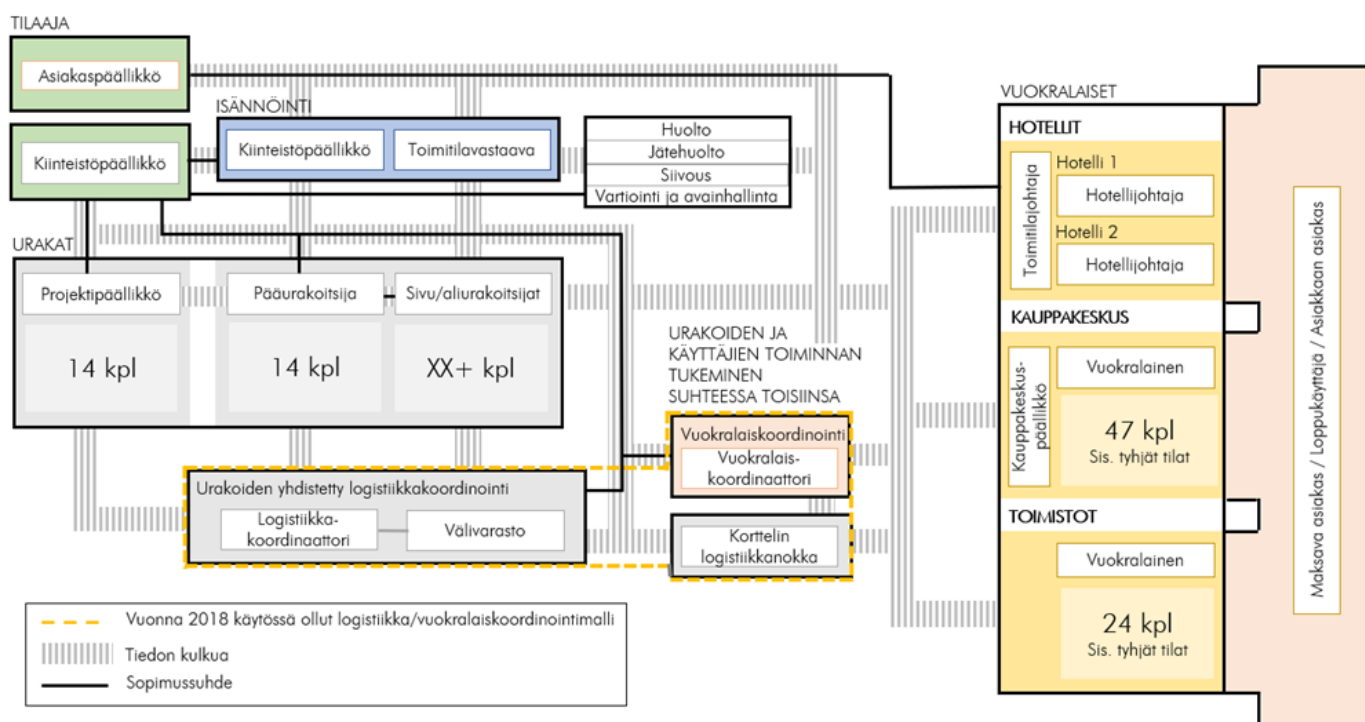 TILAAJA
Asiakaspäällikkö
Kiinteistöpäällikkö
ISÄNNÖINTI
Kiinteistöpäällikkö
Toimitilavastaava
Huolto
Jätehuolto
Siivous
Vartiointi ja avainhallinta
URAKAT
Projektipäällikkö
14 kpl
Pääurakoitsija
14 kpl
Sivu/aliurakoitsijat
XX+ kpl
URAKOIDEN JA
KÄYTTÄJIEN TOIMINNAN
TUKEMINEN
SUHTEESSA TOISIINSA
Vuokralaiskoordinointi
Vuokralais-
koordinaattori
Urakoiden yhdistetty logistiikkakoordinointi
Logistiikka-
koordinaattori
Välivarasto
Korttelin
logistiikkanokka
VUOKRALAISET
HOTELLIT
Toimitilajohtaja
Hotelli 1
Hotellijohtaja
Hotelli 2
Hotellijohtaja
KAUPPAKESKUS
Kauppakeskus-
päällikkö
Vuokralainen
47 kpl
Sis. tyhjät tilat
TOIMISTOT
Vuokralainen
24 kpl
Sis. tyhjät tilat
Maksava asiakas / Loppukäyttäjä / Asiakkaan asiakas
Vuonna 2018 käytössä ollut logistiikka/vuokralaiskoordinointimalli
Tiedon kulkua
Sopimussuhde